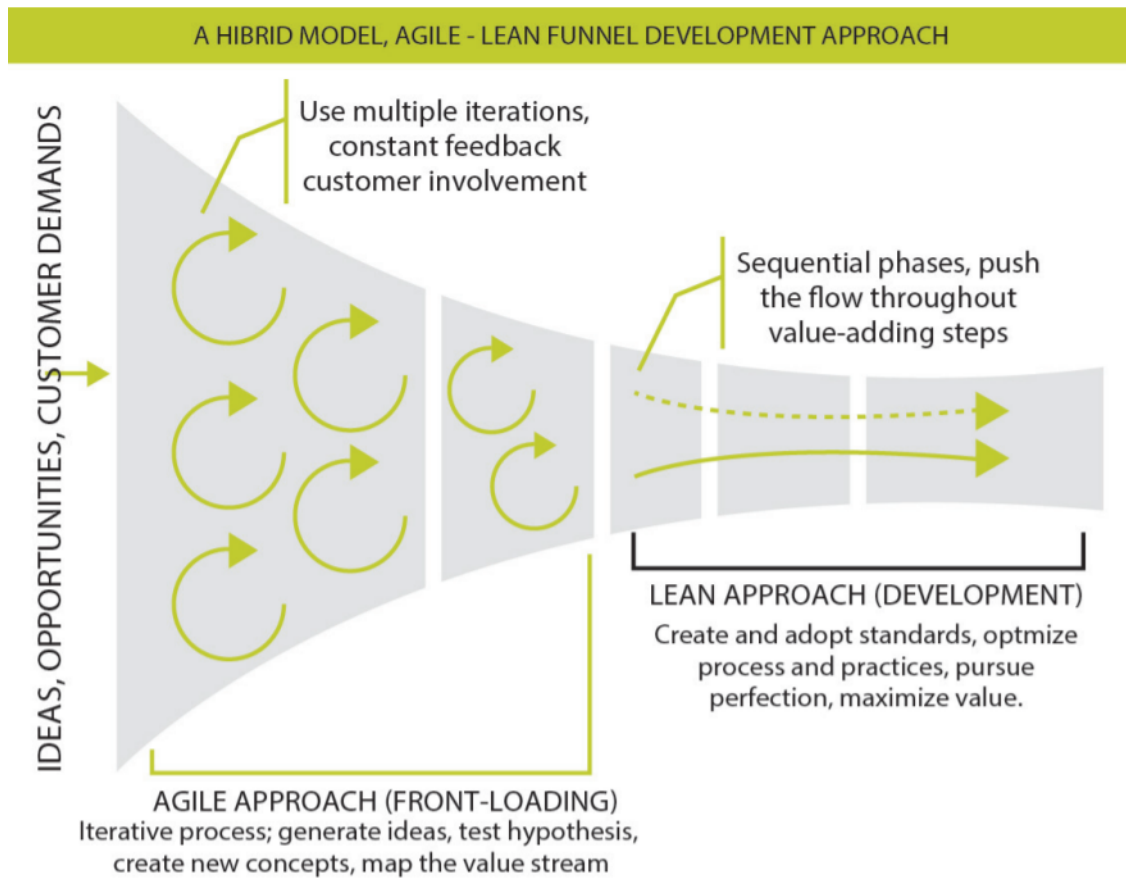 A HIBRID MODEL, AGILE - LEAN FUNNEL DEVELOPMENT APPROACH
IDEAS, OPPORTUNITIES, CUSTOMER DEMANDS
Use multiple iterations,
constant feedback
customer involvement
Sequential phases, push
the flow throughout
value-adding steps
LEAN APPROACH (DEVELOPMENT)
Create and adopt standards, optmize
process and practices, pursue
perfection, maximize value.
AGILE APPROACH (FRONT-LOADING)
Iterative process; generate ideas, test hypothesis,
create new concepts, map the value stream